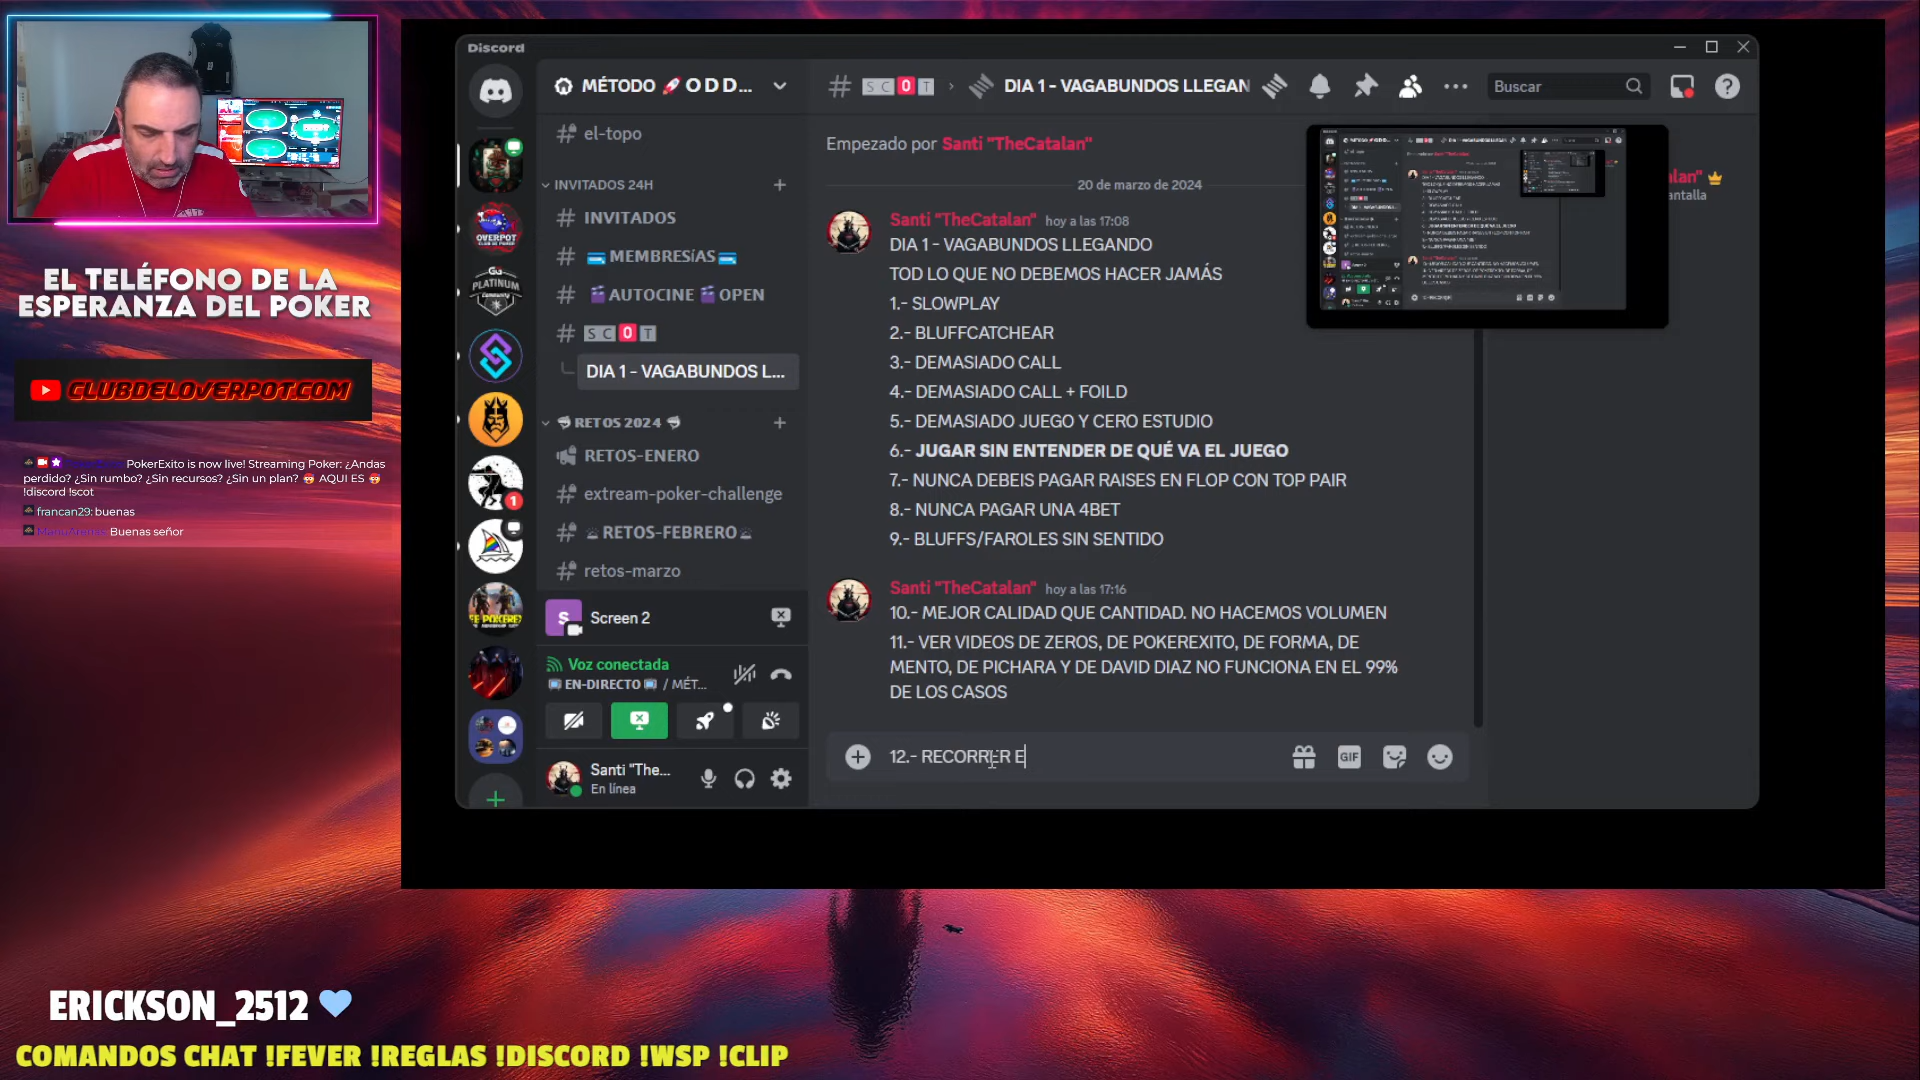 EL TELÉFONO DE LA
ESPERANZA DEL POKER
CLUBDELOVERPOT.COM
PokerExito is now live! Streaming Poker: ¿Andas
perdido? ¿Sin rumbo? ¿Sin recursos? ¿Sin un plan? 🤶 AQUI ES 🤶
!discord !scot
francan29: buenas
Buenas señor
ERICKSON_2512 🩵
COMANDOS CHAT !FEVER !REGLAS !DISCORD !WSP !CLIP
Discord
OVERPOT
GG
PLATINUM
Community
1
MÉTODO 🚀 O D D...
el-topo
INVITADOS 24H
INVITADOS
MEMBRESíAS
AUTOCINE OPEN
S C O T
DIA 1 - VAGABUNDOS L...
RETOS 2024
RETOS-ENERO
extream-poker-challenge
RETOS-FEBRERO
retos-marzo
S
Screen 2
Voz conectada
EN-DIRECTO / MÉT...
Santi "The...
En línea
S C O T › DIA 1 - VAGABUNDOS LLEGAN
Buscar
Empezado por Santi "TheCatalan"
20 de marzo de 2024
Santi "TheCatalan" hoy a las 17:08
DIA 1 - VAGABUNDOS LLEGANDO
TOD LO QUE NO DEBEMOS HACER JAMÁS
1.- SLOWPLAY
2.- BLUFFCATCHEAR
3.- DEMASIADO CALL
4.- DEMASIADO CALL + FOILD
5.- DEMASIADO JUEGO Y CERO ESTUDIO
6.- JUGAR SIN ENTENDER DE QUÉ VA EL JUEGO
7.- NUNCA DEBEIS PAGAR RAISES EN FLOP CON TOP PAIR
8.- NUNCA PAGAR UNA 4BET
9.- BLUFFS/FAROLES SIN SENTIDO
Santi "TheCatalan" hoy a las 17:16
10.- MEJOR CALIDAD QUE CANTIDAD. NO HACEMOS VOLUMEN
11.- VER VIDEOS DE ZEROS, DE POKEREXITO, DE FORMA, DE
MENTO, DE PICHARA Y DE DAVID DIAZ NO FUNCIONA EN EL 99%
DE LOS CASOS
12.- RECORRER E
GIF
alan"
antalla